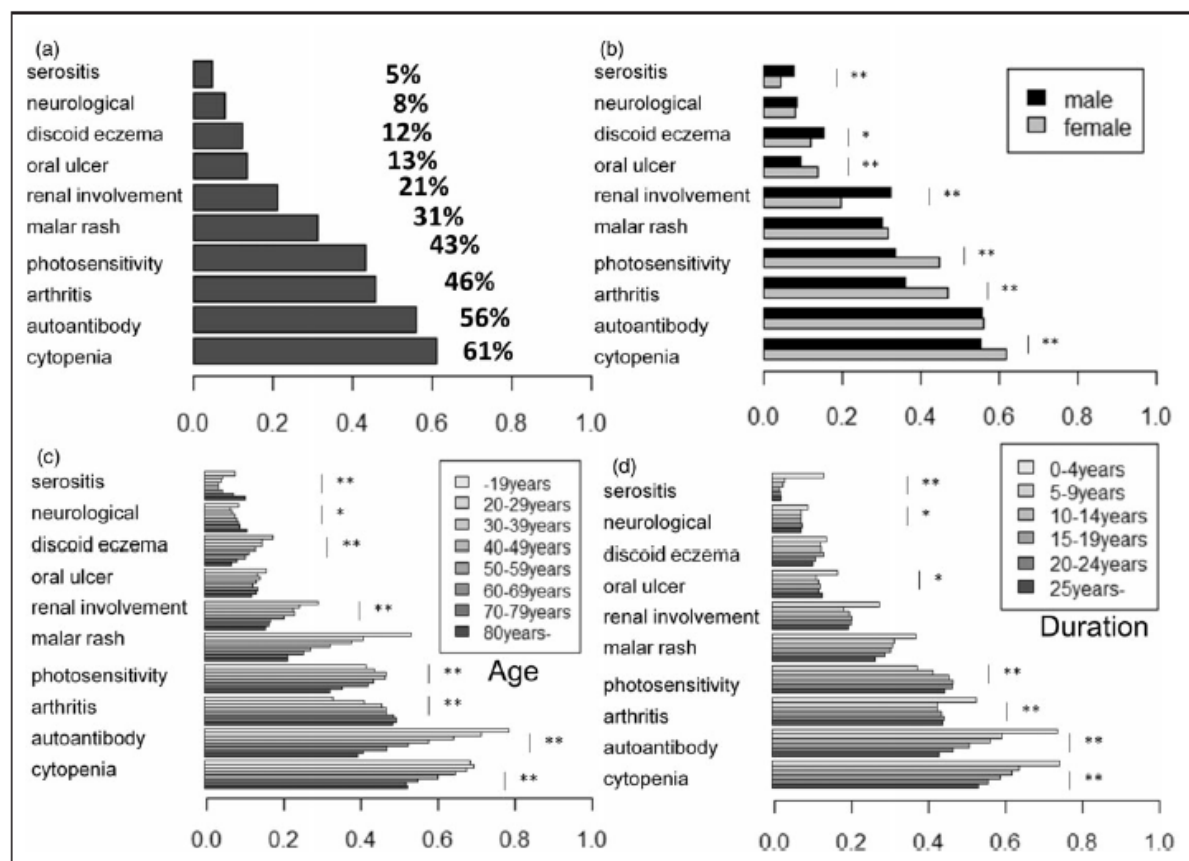 (a)
serositis
neurological
discoid eczema
oral ulcer
renal involvement
malar rash
photosensitivity
arthritis
autoantibody
cytopenia
5%
8%
12%
13%
21%
31%
43%
46%
56%
61%
0.0 0.2 0.4 0.6 0.8 1.0
(b)
serositis **
neurological
discoid eczema *
oral ulcer **
renal involvement **
malar rash
photosensitivity **
arthritis **
autoantibody
cytopenia **
male
female
0.0 0.2 0.4 0.6 0.8 1.0
(c)
serositis **
neurological *
discoid eczema **
oral ulcer
renal involvement **
malar rash
photosensitivity **
arthritis **
autoantibody **
cytopenia **
-19years
20-29years
30-39years
40-49years
50-59years
60-69years
70-79years
80years-
Age
0.0 0.2 0.4 0.6 0.8 1.0
(d)
serositis **
neurological *
discoid eczema
oral ulcer *
renal involvement
malar rash
photosensitivity **
arthritis **
autoantibody **
cytopenia **
0-4years
5-9years
10-14years
15-19years
20-24years
25years-
Duration
0.0 0.2 0.4 0.6 0.8 1.0